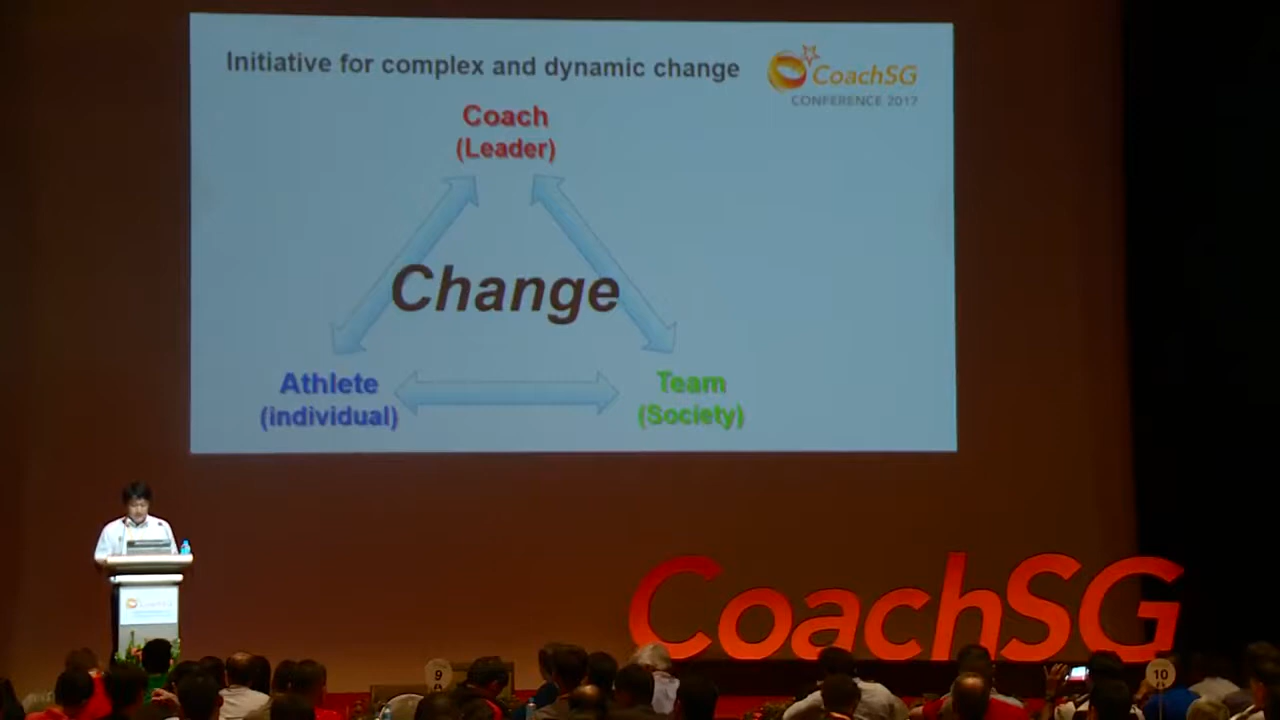 Initiative for complex and dynamic change
CoachSG
CONFERENCE 2017
Coach
(Leader)
Change
Athlete
(individual)
Team
(Society)
CoachSG
9
10